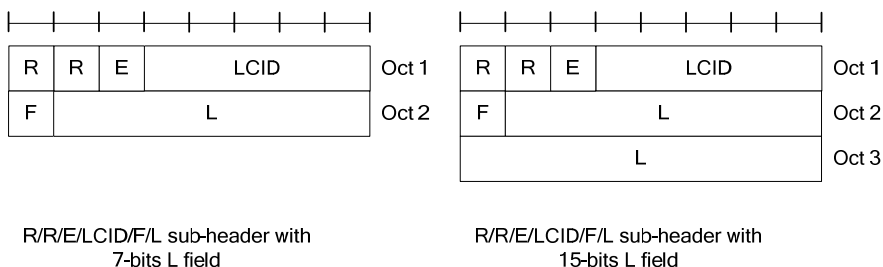 R R E LCID Oct 1
F L Oct 2
R/R/E/LCID/F/L sub-header with
7-bits L field
R R E LCID Oct 1
F L Oct 2
L Oct 3
R/R/E/LCID/F/L sub-header with
15-bits L field